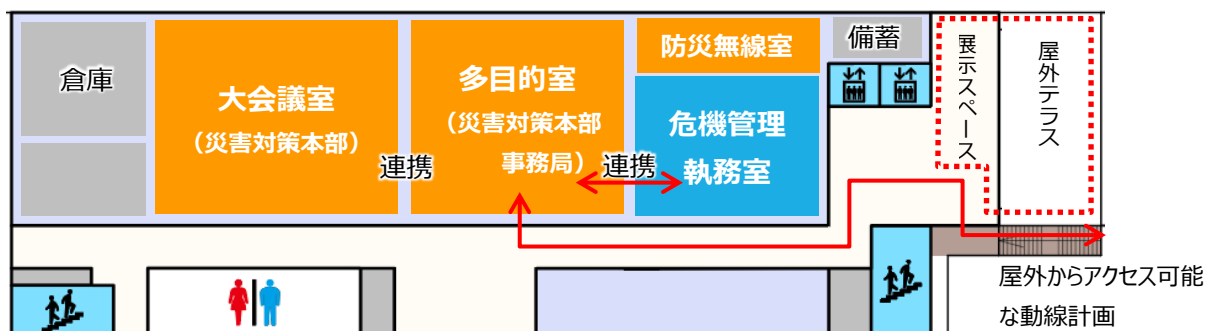 倉庫
大会議室
（災害対策本部）
連携
多目的室
（災害対策本部
事務局）
連携
防災無線室
危機管理
執務室
備蓄
展示スペース
屋外テラス
屋外からアクセス可能
な動線計画